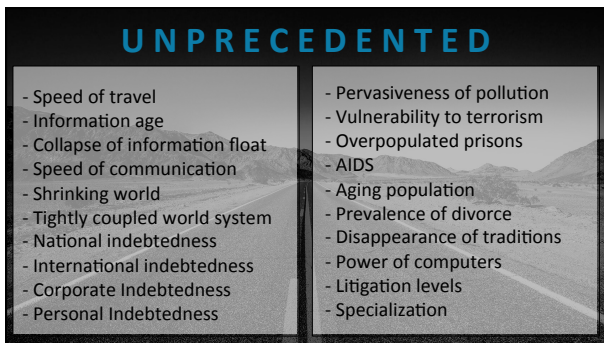 UNPRECEDENTED
- Speed of travel
- Information age
- Collapse of information float
- Speed of communication
- Shrinking world
- Tightly coupled world system
- National indebtedness
- International indebtedness
- Corporate Indebtedness
- Personal Indebtedness
- Pervasiveness of pollution
- Vulnerability to terrorism
- Overpopulated prisons
- AIDS
- Aging population
- Prevalence of divorce
- Disappearance of traditions
- Power of computers
- Litigation levels
- Specialization